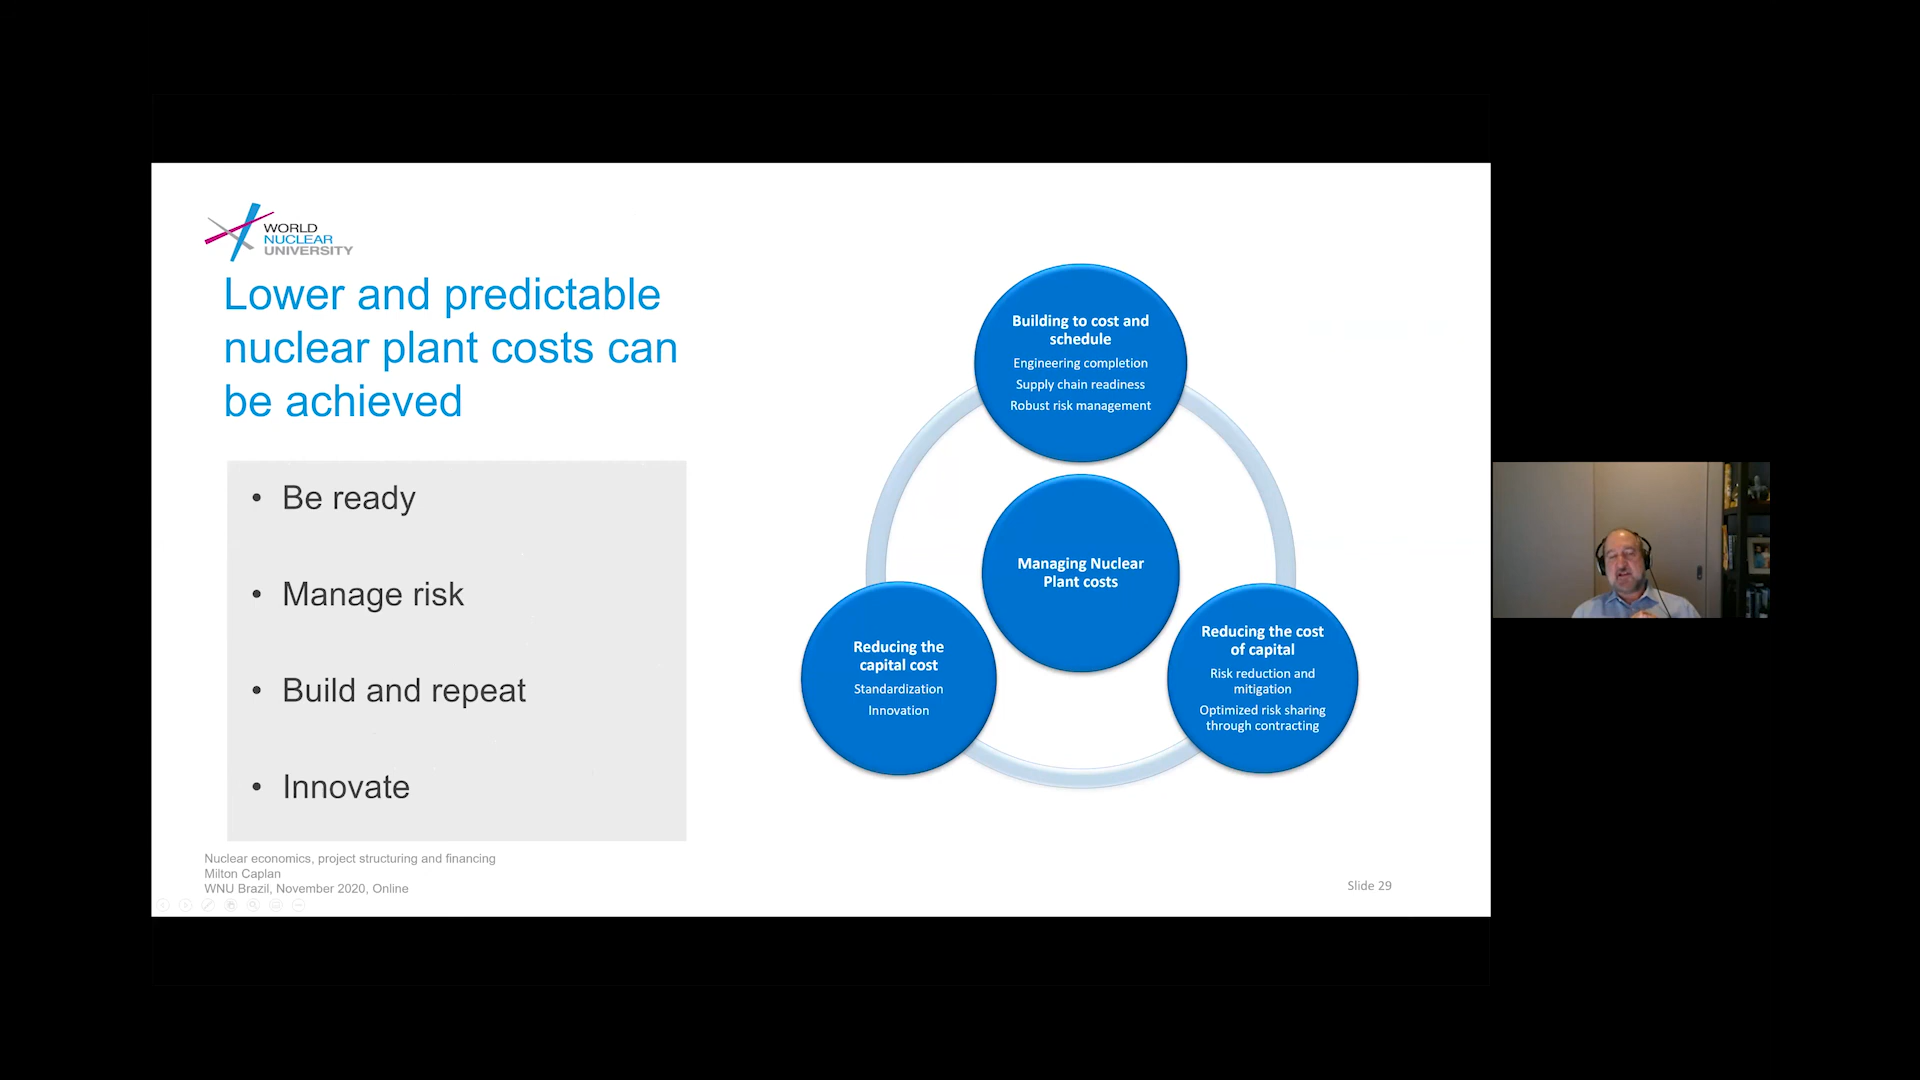 WORLD
NUCLEAR
UNIVERSITY
Lower and predictable
nuclear plant costs can
be achieved
• Be ready
• Manage risk
• Build and repeat
• Innovate
Building to cost and
schedule
Engineering completion
Supply chain readiness
Robust risk management
Managing Nuclear
Plant costs
Reducing the
capital cost
Standardization
Innovation
Reducing the cost
of capital
Risk reduction and
mitigation
Optimized risk sharing
through contracting
Nuclear economics, project structuring and financing
Milton Caplan
WNU Brazil, November 2020, Online
Slide 29